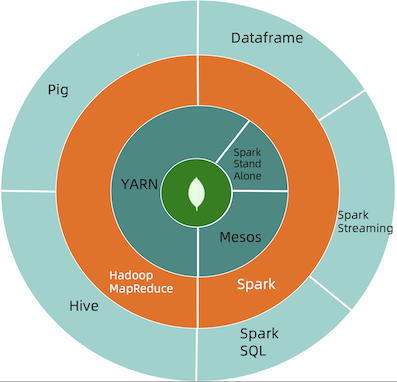 Dataframe
Pig
Spark
Stand
Alone
YARN
Spark
Streaming
Mesos
Hadoop
MapReduce
Spark
Hive
Spark
SQL